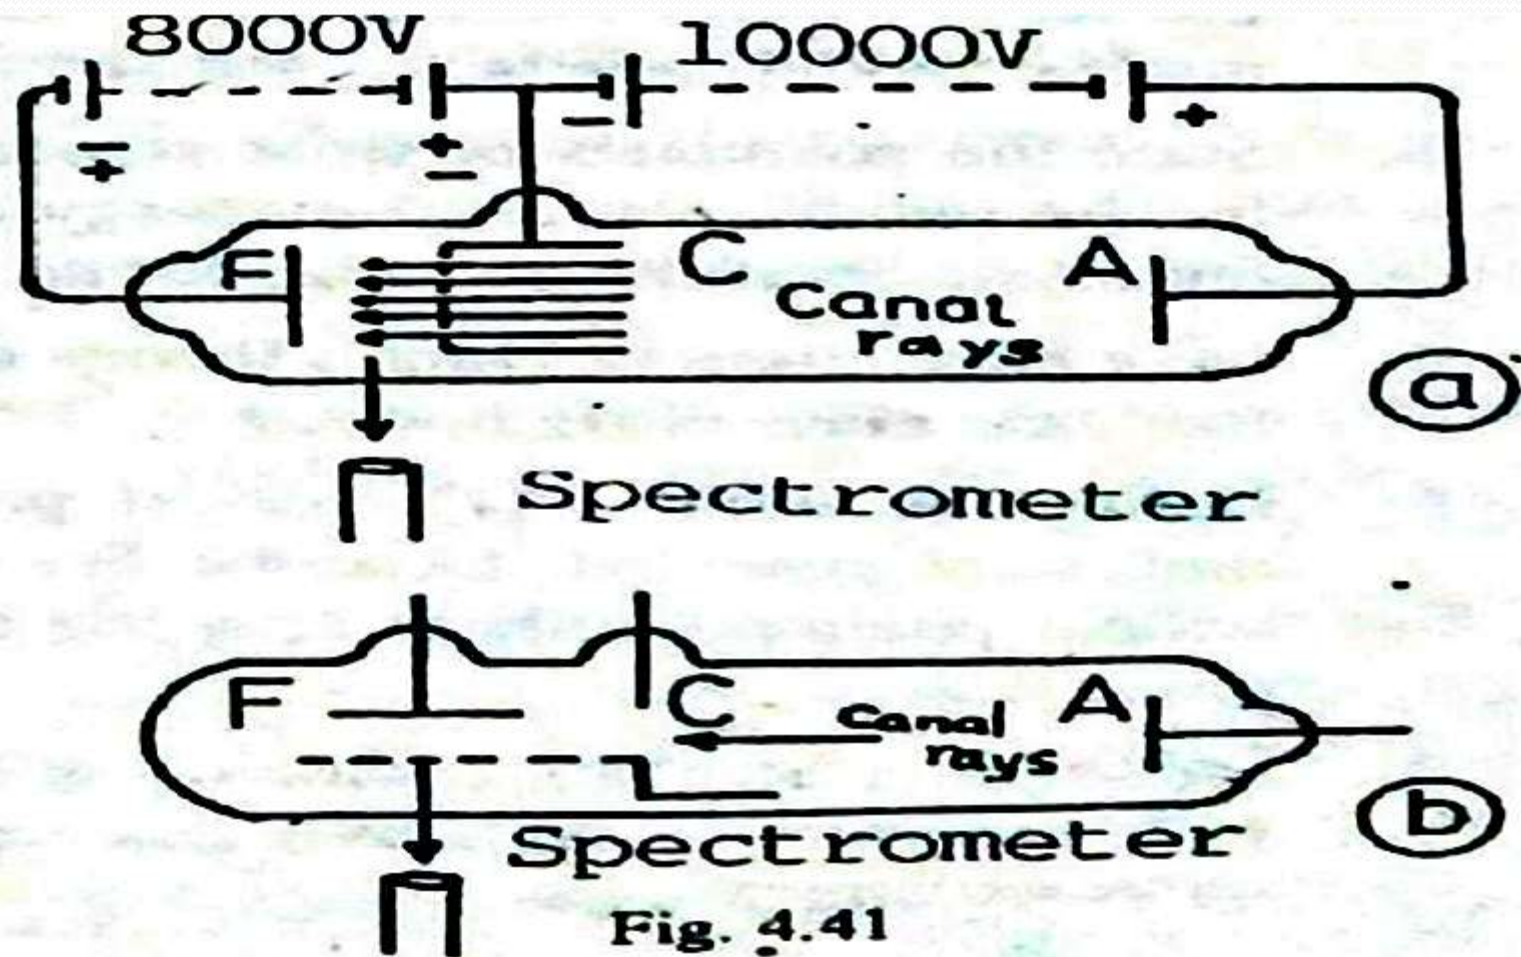 8000V 10000V
− + − +
+ −
F C A
Canal
rays
a
Spectrometer
F C A
Canal
rays
b
Spectrometer
Fig. 4.41